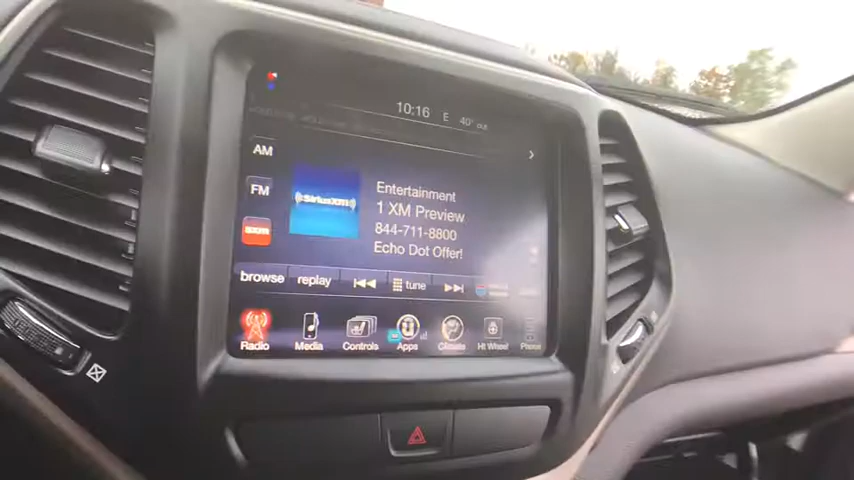 10:16 E 40° out
AM
FM
sxm
((siriusxm))
Entertainment
1 XM Preview
844-711-8800
Echo Dot Offer!
browse replay tune
Radio Media Controls Apps Climate Ht Wheel Phone